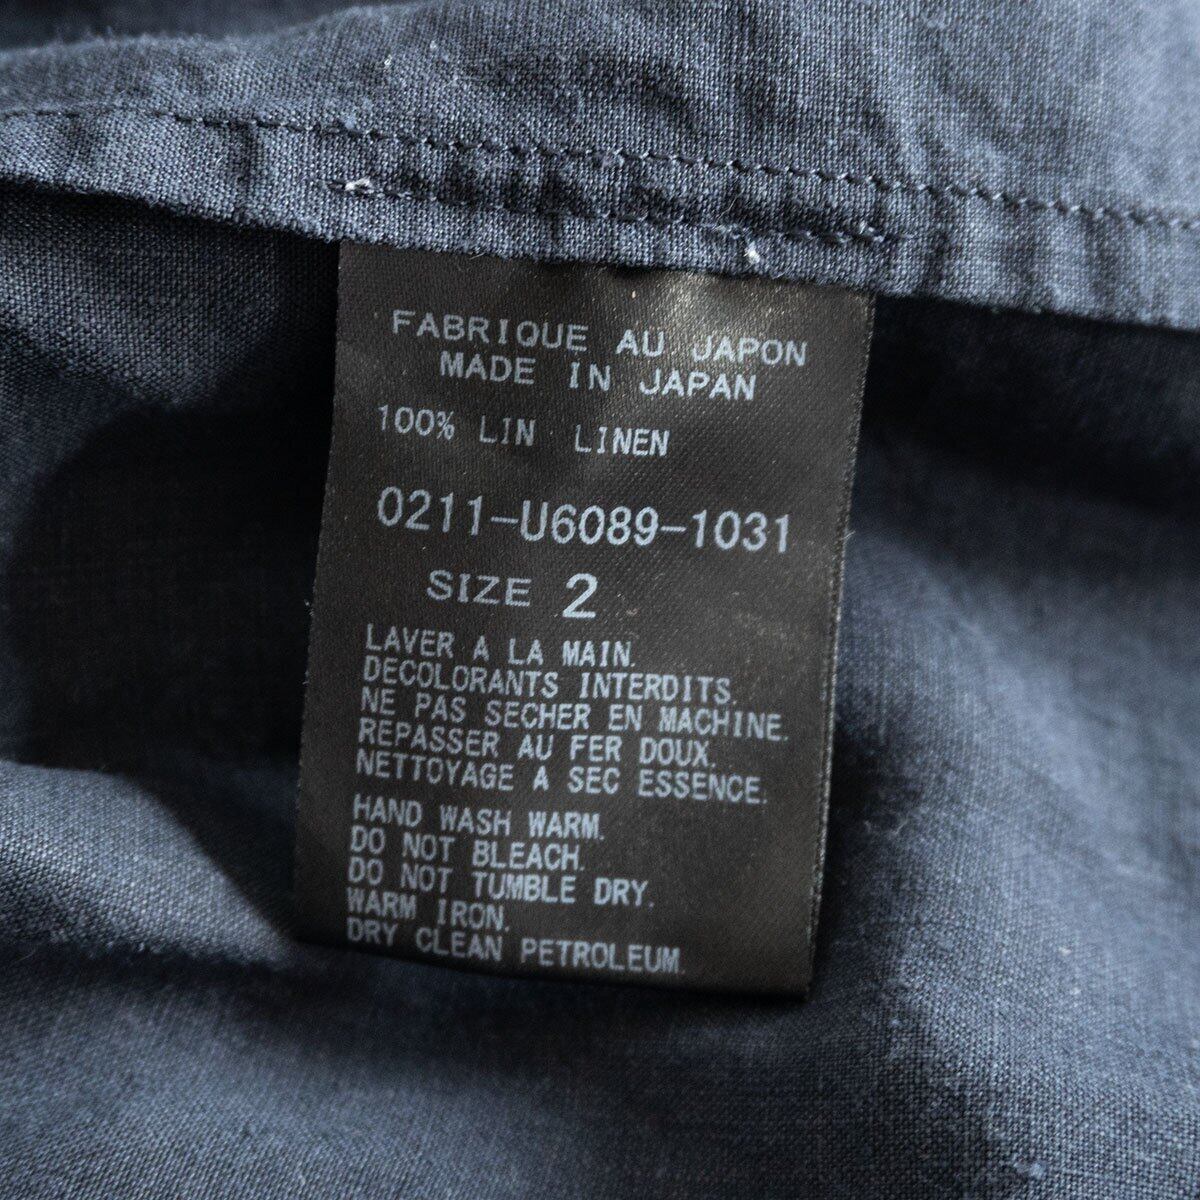 FABRIQUE AU JAPON
MADE IN JAPAN
100% LIN LINEN
0211-U6089-1031
SIZE 2
LAVER A LA MAIN.
DECOLORANTS INTERDITS.
NE PAS SECHER EN MACHINE.
REPASSER AU FER DOUX.
NETTOYAGE A SEC ESSENCE.
HAND WASH WARM.
DO NOT BLEACH.
DO NOT TUMBLE DRY.
WARM IRON.
DRY CLEAN PETROLEUM.